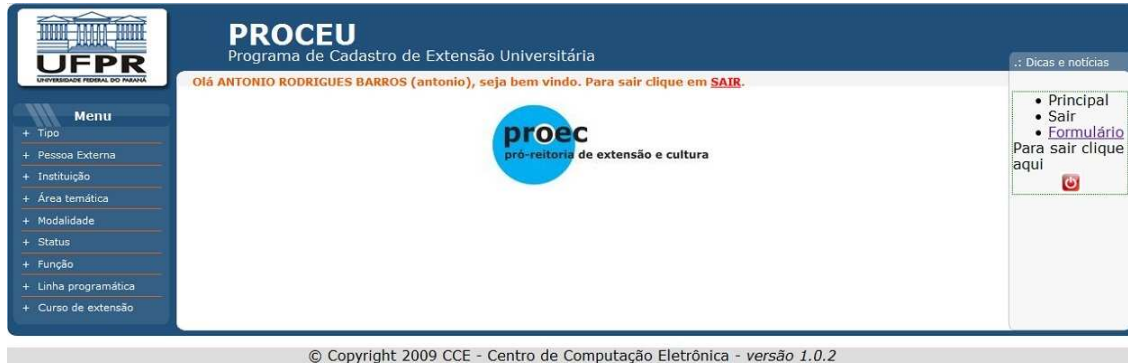 UFPR
UNIVERSIDADE FEDERAL DO PARANÁ
PROCEU
Programa de Cadastro de Extensão Universitária
Olá ANTONIO RODRIGUES BARROS (antonio), seja bem vindo. Para sair clique em SAIR.
Menu
+ Tipo
+ Pessoa Externa
+ Instituição
+ Área temática
+ Modalidade
+ Status
+ Função
+ Linha programática
+ Curso de extensão
proec
pró-reitoria de extensão e cultura
.: Dicas e notícias
• Principal
• Sair
• Formulário
Para sair clique
aqui
© Copyright 2009 CCE - Centro de Computação Eletrônica - versão 1.0.2